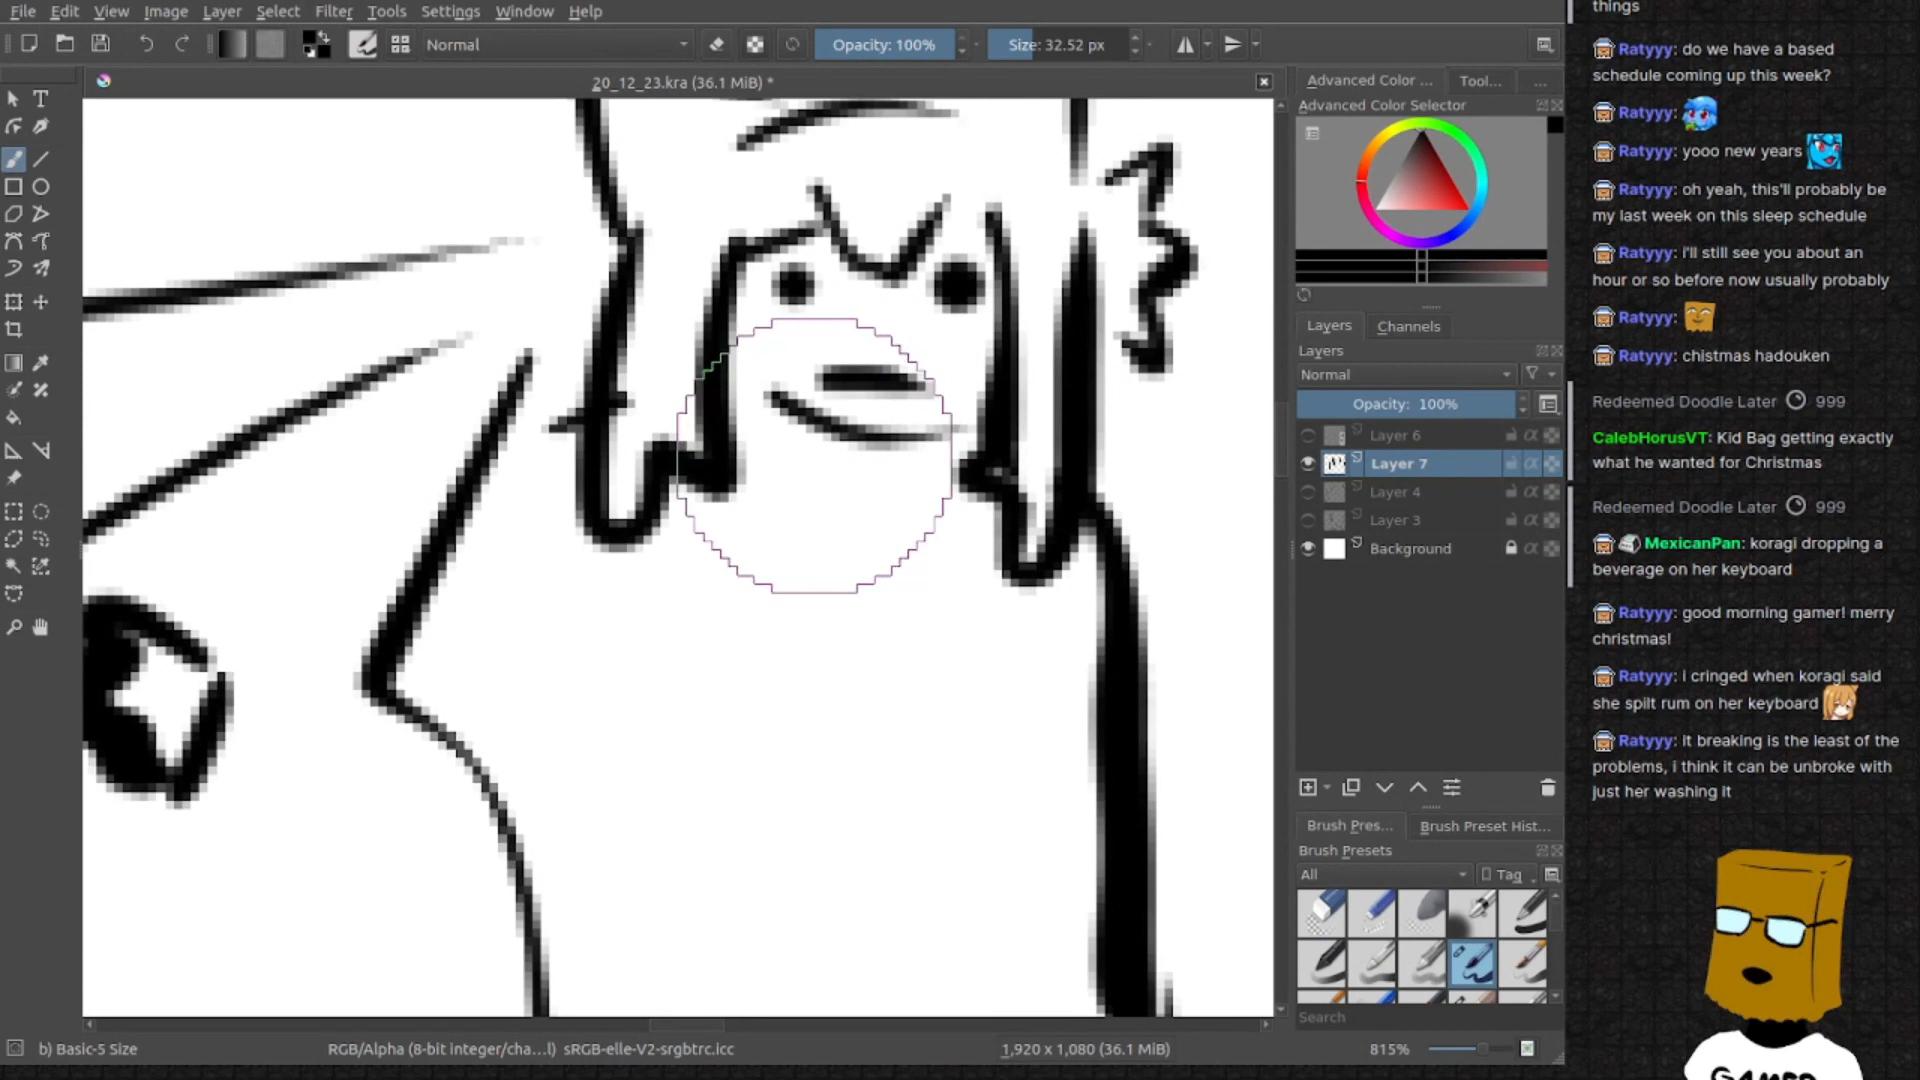 File Edit View Image Layer Select Filter Tools Settings Window Help
Normal
Opacity: 100%
Size: 32.52 px
20_12_23.kra (36.1 MiB) *
Advanced Color ...
Tool...
...
Advanced Color Selector
Layers
Channels
Layers
Normal
Opacity: 100%
Layer 6
Layer 7
Layer 4
Layer 3
Background
Brush Pres...
Brush Preset Hist...
Brush Presets
All
Tag
Search
b) Basic-5 Size
RGB/Alpha (8-bit integer/cha...l) sRGB-elle-V2-srgbtrc.icc
1,920 x 1,080 (36.1 MiB)
815%
things
Ratyyy: do we have a based
schedule coming up this week?
Ratyyy:
Ratyyy: yooo new years
Ratyyy: oh yeah, this'll probably be
my last week on this sleep schedule
Ratyyy: i'll still see you about an
hour or so before now usually probably
Ratyyy:
Ratyyy: chistmas hadouken
Redeemed Doodle Later 999
CalebHorusVT: Kid Bag getting exactly
what he wanted for Christmas
Redeemed Doodle Later 999
MexicanPan: koragi dropping a
beverage on her keyboard
Ratyyy: good morning gamer! merry
christmas!
Ratyyy: i cringed when koragi said
she spilt rum on her keyboard
Ratyyy: it breaking is the least of the
problems, i think it can be unbroke with
just her washing it
GAMER